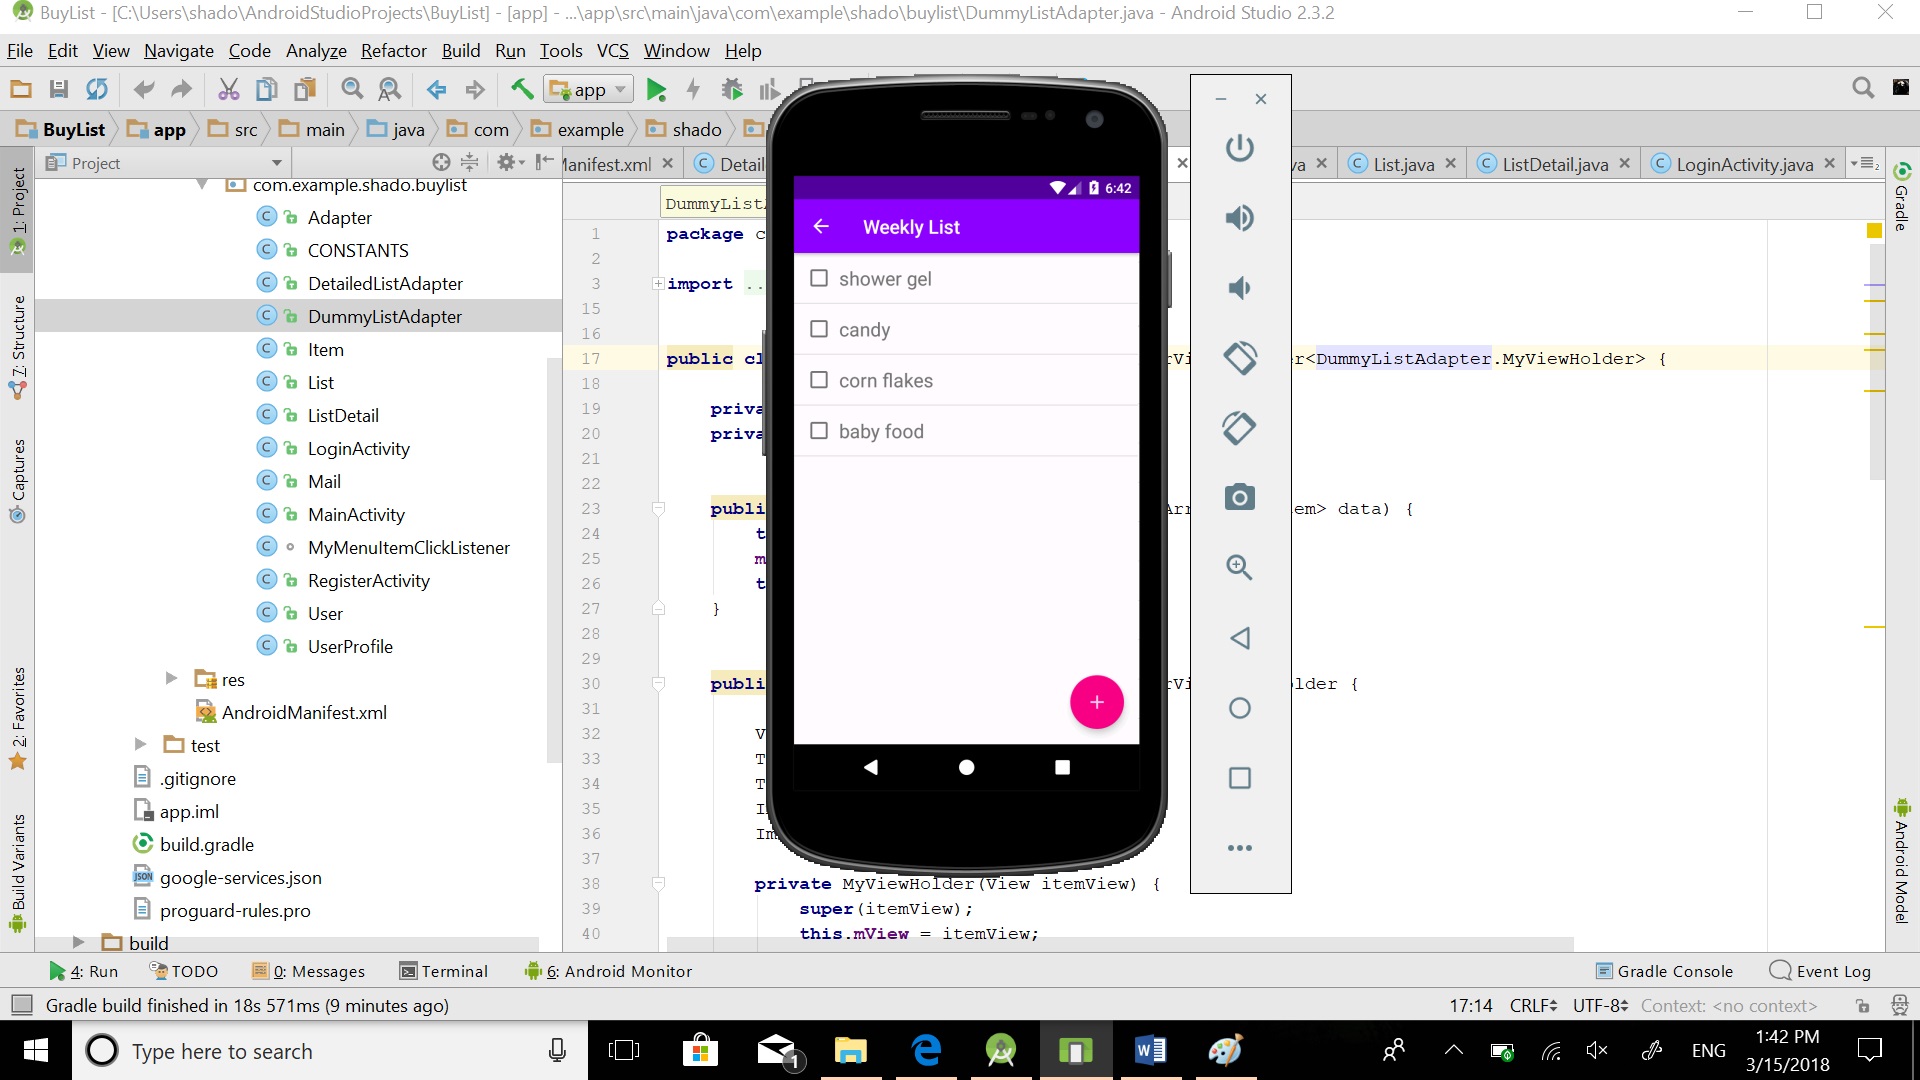 BuyList - [C:\Users\shado\AndroidStudioProjects\BuyList] - [app] - ...\app\src\main\java\com\example\shado\buylist\DummyListAdapter.java - Android Studio 2.3.2
File Edit View Navigate Code Analyze Refactor Build Run Tools VCS Window Help
app
BuyList app src main java com example shado
Project
Manifest.xml
Detail
List.java
ListDetail.java
LoginActivity.java
1: Project
7: Structure
Captures
2: Favorites
Build Variants
com.example.shado.buylist
Adapter
CONSTANTS
DetailedListAdapter
DummyListAdapter
Item
List
ListDetail
LoginActivity
Mail
MainActivity
MyMenuItemClickListener
RegisterActivity
User
UserProfile
res
AndroidManifest.xml
test
.gitignore
app.iml
build.gradle
google-services.json
proguard-rules.pro
build
DummyListA
1 package c
2
3 import ..
15
16
17 public cl r<DummyListAdapter.MyViewHolder> {
18
19 priva
20 priva
21
22
23 publi em> data) {
24 t
25 m
26 t
27 }
28
29
30 publi lder {
31
32 V
33 T
34 T
35 I
36 Im
37
38 private MyViewHolder(View itemView) {
39 super(itemView);
40 this.mView = itemView;
6:42
Weekly List
shower gel
candy
corn flakes
baby food
+
Gradle
Android Model
4: Run TODO 0: Messages Terminal 6: Android Monitor Gradle Console Event Log
Gradle build finished in 18s 571ms (9 minutes ago) 17:14 CRLF UTF-8 Context: <no context>
Type here to search
1
ENG
1:42 PM
3/15/2018